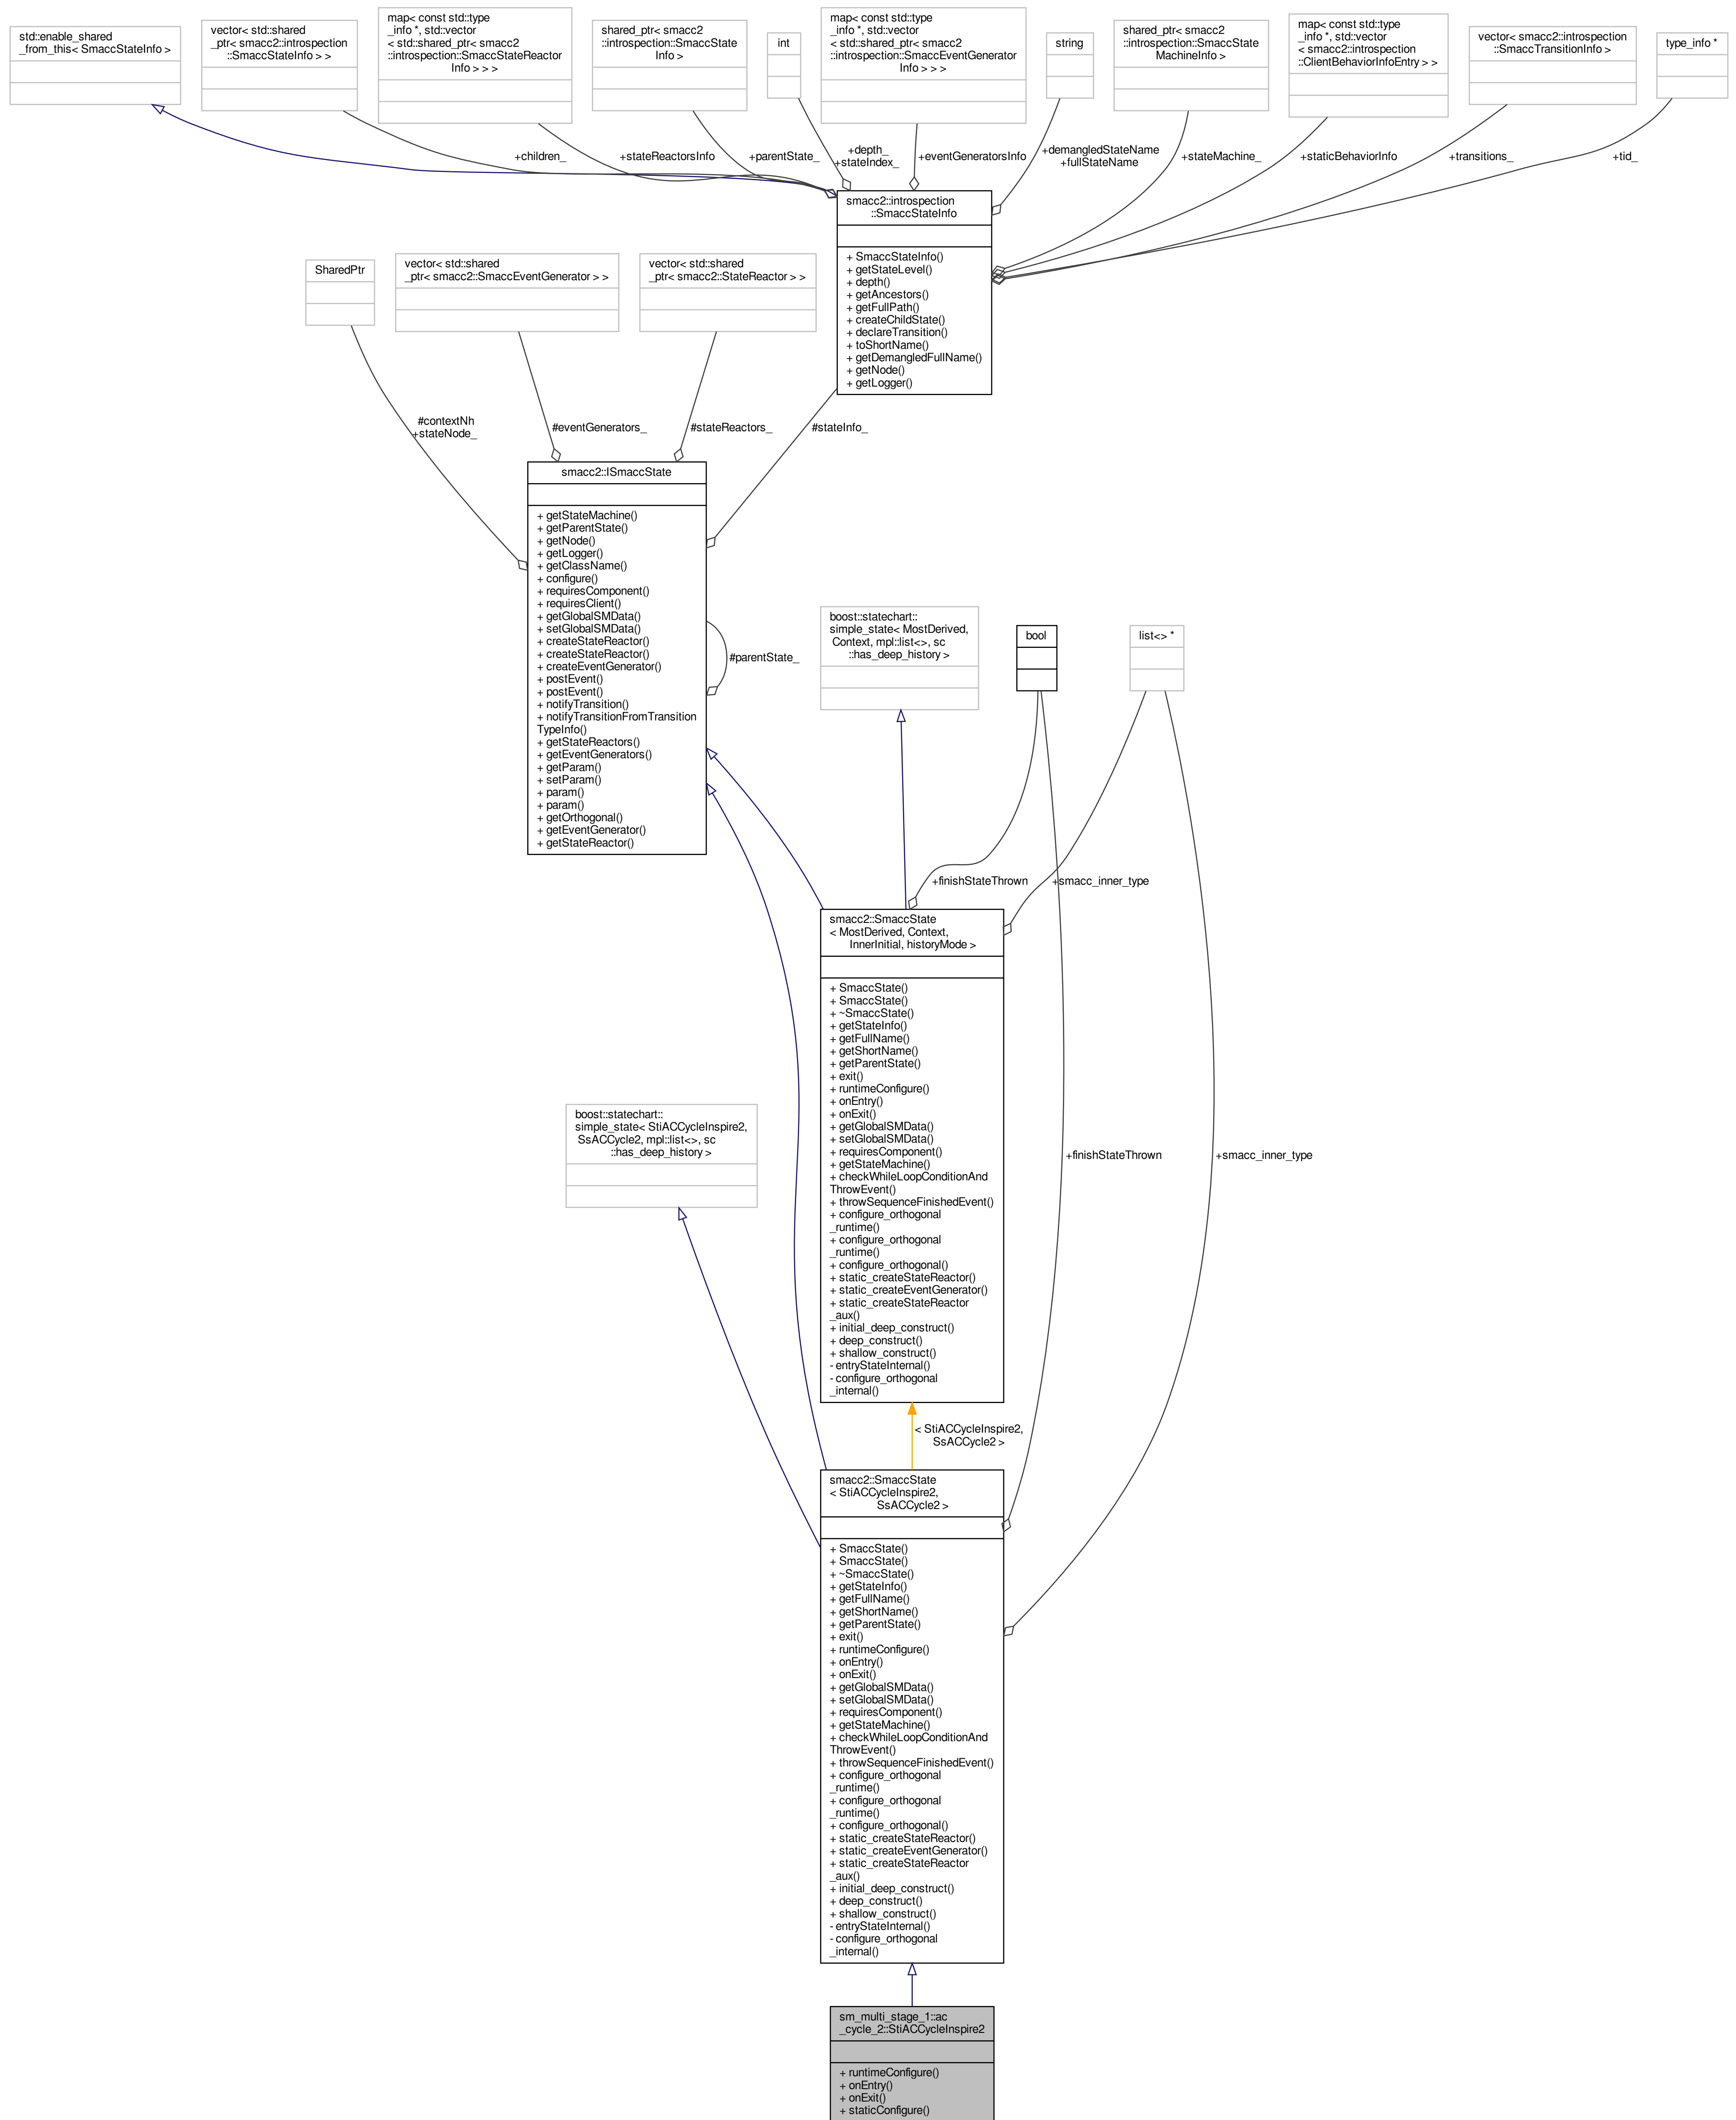 std::enable_shared
_from_this< SmaccStateInfo >
vector< std::shared
_ptr< smacc2::introspection
::SmaccStateInfo > >
map< const std::type
_info *, std::vector
< std::shared_ptr< smacc2
::introspection::SmaccStateReactor
Info > > >
shared_ptr< smacc2
::introspection::SmaccState
Info >
int
map< const std::type
_info *, std::vector
< std::shared_ptr< smacc2
::introspection::SmaccEventGenerator
Info > > >
string
shared_ptr< smacc2
::introspection::SmaccState
MachineInfo >
map< const std::type
_info *, std::vector
< smacc2::introspection
::ClientBehaviorInfoEntry > >
vector< smacc2::introspection
::SmaccTransitionInfo >
type_info *
+children_
+stateReactorsInfo
+parentState_
+depth_
+stateIndex_
+eventGeneratorsInfo
+demangledStateName
+fullStateName
+stateMachine_
+staticBehaviorInfo
+transitions_
+tid_
smacc2::introspection
::SmaccStateInfo
+ SmaccStateInfo()
+ getStateLevel()
+ depth()
+ getAncestors()
+ getFullPath()
+ createChildState()
+ declareTransition()
+ toShortName()
+ getDemangledFullName()
+ getNode()
+ getLogger()
SharedPtr
vector< std::shared
_ptr< smacc2::SmaccEventGenerator > >
vector< std::shared
_ptr< smacc2::StateReactor > >
#contextNh
+stateNode_
#eventGenerators_
#stateReactors_
#stateInfo_
smacc2::ISmaccState
+ getStateMachine()
+ getParentState()
+ getNode()
+ getLogger()
+ getClassName()
+ configure()
+ requiresComponent()
+ requiresClient()
+ getGlobalSMData()
+ setGlobalSMData()
+ createStateReactor()
+ createStateReactor()
+ createEventGenerator()
+ postEvent()
+ postEvent()
+ notifyTransition()
+ notifyTransitionFromTransition
TypeInfo()
+ getStateReactors()
+ getEventGenerators()
+ getParam()
+ setParam()
+ param()
+ param()
+ getOrthogonal()
+ getEventGenerator()
+ getStateReactor()
#parentState_
boost::statechart::
simple_state< MostDerived,
Context, mpl::list<>, sc
::has_deep_history >
bool
list<> *
+finishStateThrown
+smacc_inner_type
smacc2::SmaccState
< MostDerived, Context,
InnerInitial, historyMode >
+ SmaccState()
+ SmaccState()
+ ~SmaccState()
+ getStateInfo()
+ getFullName()
+ getShortName()
+ getParentState()
+ exit()
+ runtimeConfigure()
+ onEntry()
+ onExit()
+ getGlobalSMData()
+ setGlobalSMData()
+ requiresComponent()
+ getStateMachine()
+ checkWhileLoopConditionAnd
ThrowEvent()
+ throwSequenceFinishedEvent()
+ configure_orthogonal
_runtime()
+ configure_orthogonal
_runtime()
+ configure_orthogonal()
+ static_createStateReactor()
+ static_createEventGenerator()
+ static_createStateReactor
_aux()
+ initial_deep_construct()
+ deep_construct()
+ shallow_construct()
- entryStateInternal()
- configure_orthogonal
_internal()
boost::statechart::
simple_state< StiACCycleInspire2,
SsACCycle2, mpl::list<>, sc
::has_deep_history >
+finishStateThrown
+smacc_inner_type
< StiACCycleInspire2,
SsACCycle2 >
smacc2::SmaccState
< StiACCycleInspire2,
SsACCycle2 >
+ SmaccState()
+ SmaccState()
+ ~SmaccState()
+ getStateInfo()
+ getFullName()
+ getShortName()
+ getParentState()
+ exit()
+ runtimeConfigure()
+ onEntry()
+ onExit()
+ getGlobalSMData()
+ setGlobalSMData()
+ requiresComponent()
+ getStateMachine()
+ checkWhileLoopConditionAnd
ThrowEvent()
+ throwSequenceFinishedEvent()
+ configure_orthogonal
_runtime()
+ configure_orthogonal
_runtime()
+ configure_orthogonal()
+ static_createStateReactor()
+ static_createEventGenerator()
+ static_createStateReactor
_aux()
+ initial_deep_construct()
+ deep_construct()
+ shallow_construct()
- entryStateInternal()
- configure_orthogonal
_internal()
sm_multi_stage_1::ac
_cycle_2::StiACCycleInspire2
+ runtimeConfigure()
+ onEntry()
+ onExit()
+ staticConfigure()